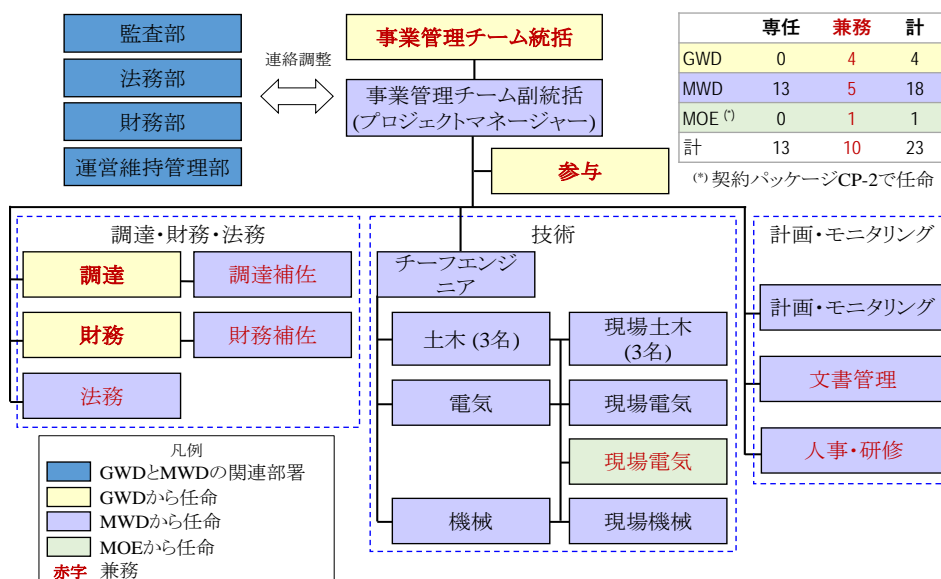 監査部
法務部
財務部
運営維持管理部
連絡調整
事業管理チーム統括
事業管理チーム副統括
(プロジェクトマネージャー)
参与
専任 兼務 計
GWD 0 4 4
MWD 13 5 18
MOE (*) 0 1 1
計 13 10 23
(*) 契約パッケージCP-2で任命
調達・財務・法務
調達
調達補佐
財務
財務補佐
法務
技術
チーフエンジ
ニア
土木 (3名)
現場土木
(3名)
電気
現場電気
現場電気
機械
現場機械
計画・モニタリング
計画・モニタリング
文書管理
人事・研修
凡例
GWDとMWDの関連部署
GWDから任命
MWDから任命
MOEから任命
赤字 兼務